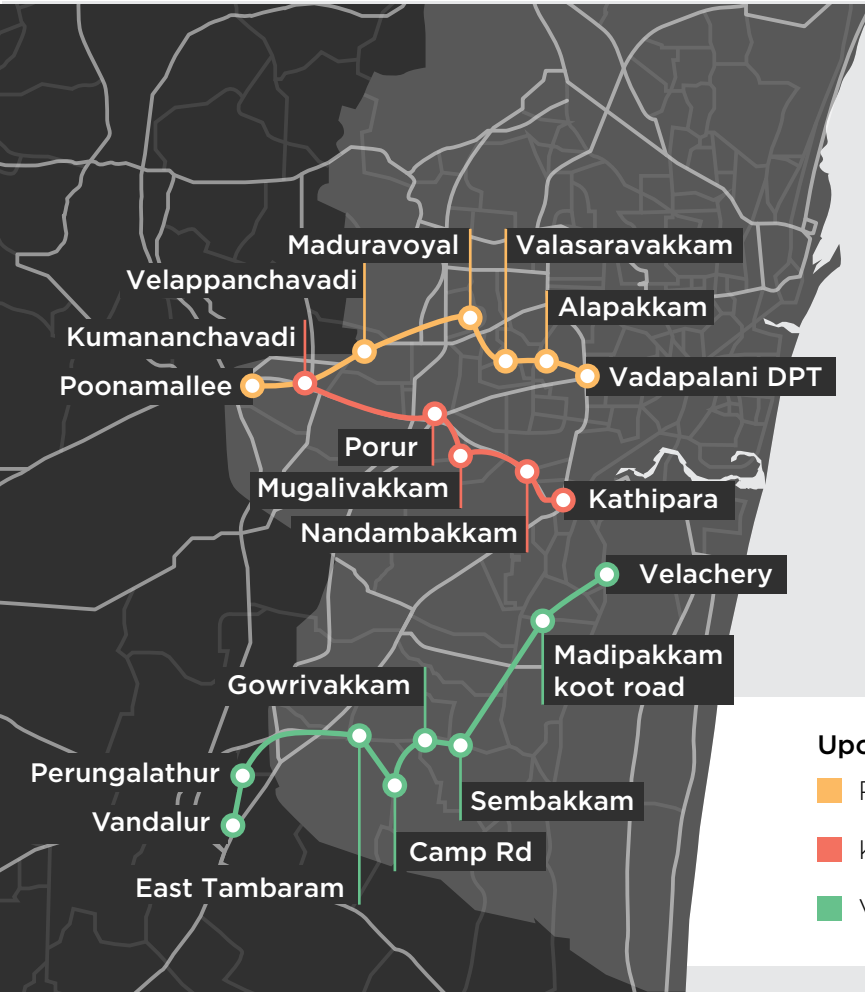 Maduravoyal
Valasaravakkam
Velappanchavadi
Alapakkam
Kumananchavadi
Poonamallee
Vadapalani DPT
Porur
Mugalivakkam
Kathipara
Nandambakkam
Velachery
Madipakkam
koot road
Gowrivakkam
Perungalathur
Sembakkam
Vandalur
Camp Rd
East Tambaram